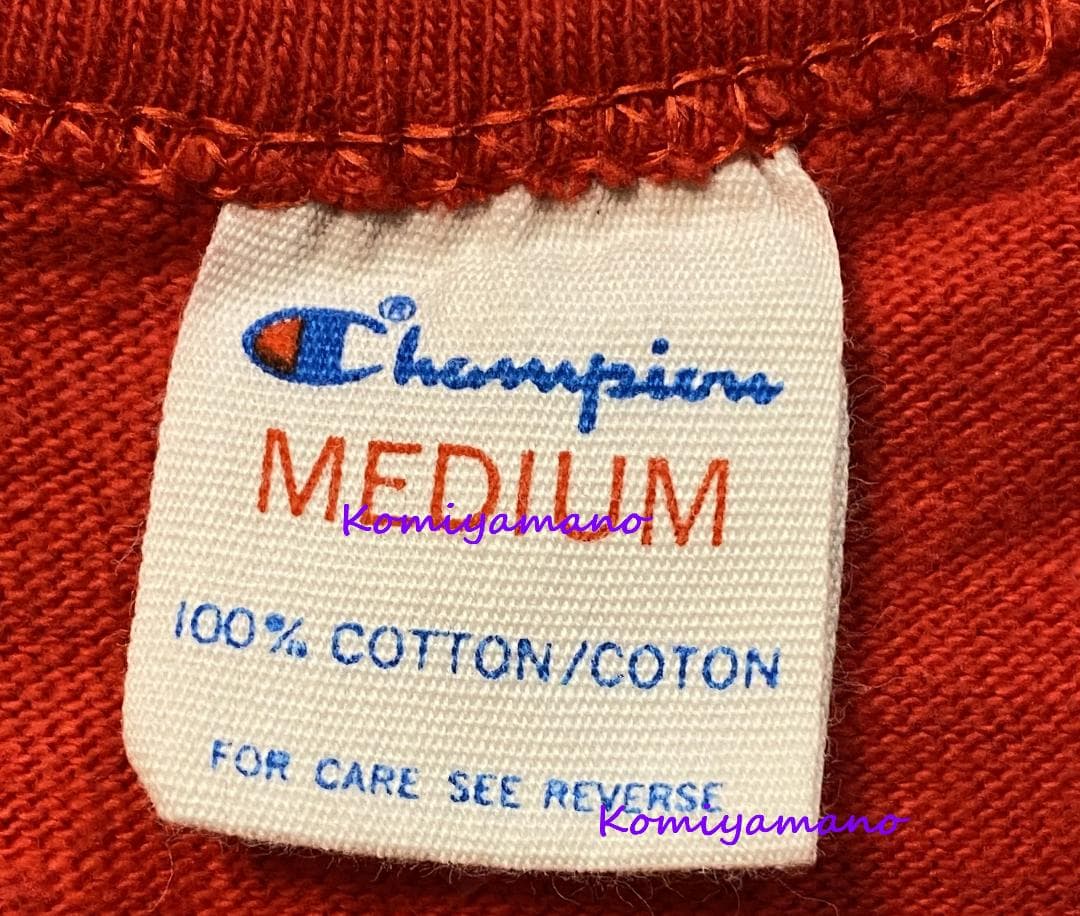 Champion®
MEDIUM
Komiyamano
100% COTTON/COTON
FOR CARE SEE REVERSE
Komiyamano